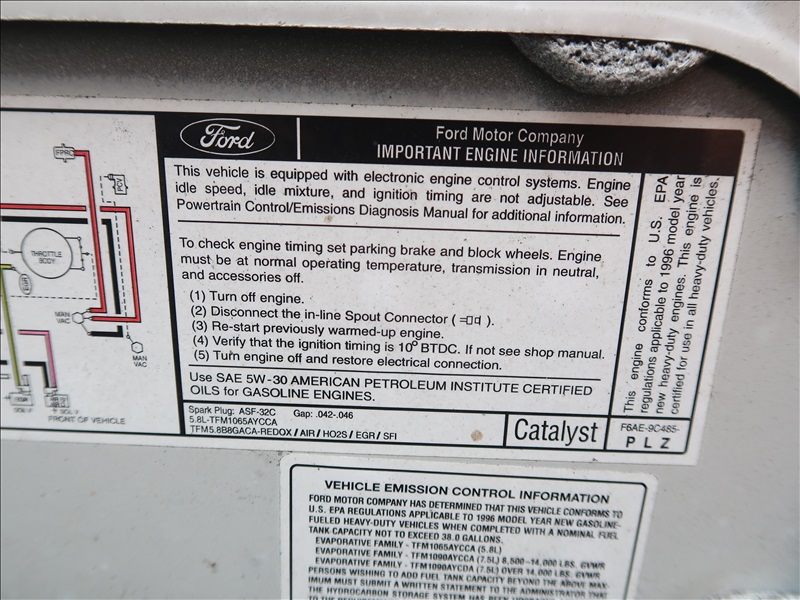 FPRC
PCV
THROTTLE
BODY
EGR
MAN
VAC
MAN
VAC
SOL V
SOL V
FRONT OF VEHICLE
Ford
Ford Motor Company
IMPORTANT ENGINE INFORMATION
This vehicle is equipped with electronic engine control systems. Engine
idle speed, idle mixture, and ignition timing are not adjustable. See
Powertrain Control/Emissions Diagnosis Manual for additional information.
To check engine timing set parking brake and block wheels. Engine
must be at normal operating temperature, transmission in neutral,
and accessories off.
(1) Turn off engine.
(2) Disconnect the in-line Spout Connector ( ).
(3) Re-start previously warmed-up engine.
(4) Verify that the ignition timing is 10° BTDC. If not see shop manual.
(5) Turn engine off and restore electrical connection.
Use SAE 5W-30 AMERICAN PETROLEUM INSTITUTE CERTIFIED
OILS for GASOLINE ENGINES.
Spark Plug: ASF-32C Gap: .042-.046
5.8L-TFM1065AYCCA
TFM5.8B8GACA-REDOX / AIR / HO2S / EGR / SFI
Catalyst
This engine conforms to U.S. EPA
regulations applicable to 1996 model year
new heavy-duty engines. This engine is
certified for use in all heavy-duty vehicles.
F6AE-9C485-
P L Z
VEHICLE EMISSION CONTROL INFORMATION
FORD MOTOR COMPANY HAS DETERMINED THAT THIS VEHICLE CONFORMS TO
U.S. EPA REGULATIONS APPLICABLE TO 1996 MODEL YEAR NEW GASOLINE-
FUELED HEAVY-DUTY VEHICLES WHEN COMPLETED WITH A NOMINAL FUEL
TANK CAPACITY NOT TO EXCEED 38.0 GALLONS.
EVAPORATIVE FAMILY - TFM1065AYCCA (5.8L)
EVAPORATIVE FAMILY - TFM1090AYCCA (7.5L) 8,500-14,000 LBS. GVWR
EVAPORATIVE FAMILY - TFM1090AYCDA (7.5L) OVER 14,000 LBS. GVWR
PERSONS WISHING TO ADD FUEL TANK CAPACITY BEYOND THE ABOVE MAX-
IMUM MUST SUBMIT A WRITTEN STATEMENT TO THE ADMINISTRATOR THAT
THE HYDROCARBON STORAGE SYSTEM HAS BEEN